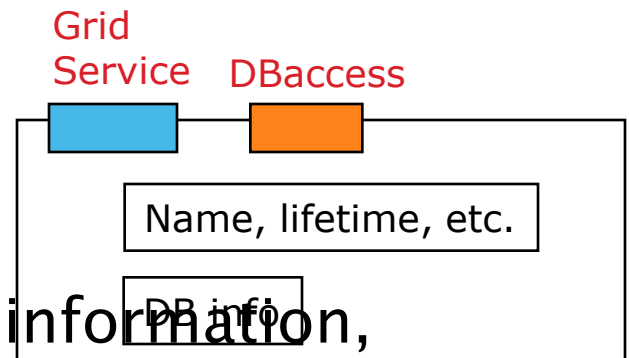 Grid
Service DBaccess
Name, lifetime, etc.
DB info
information,